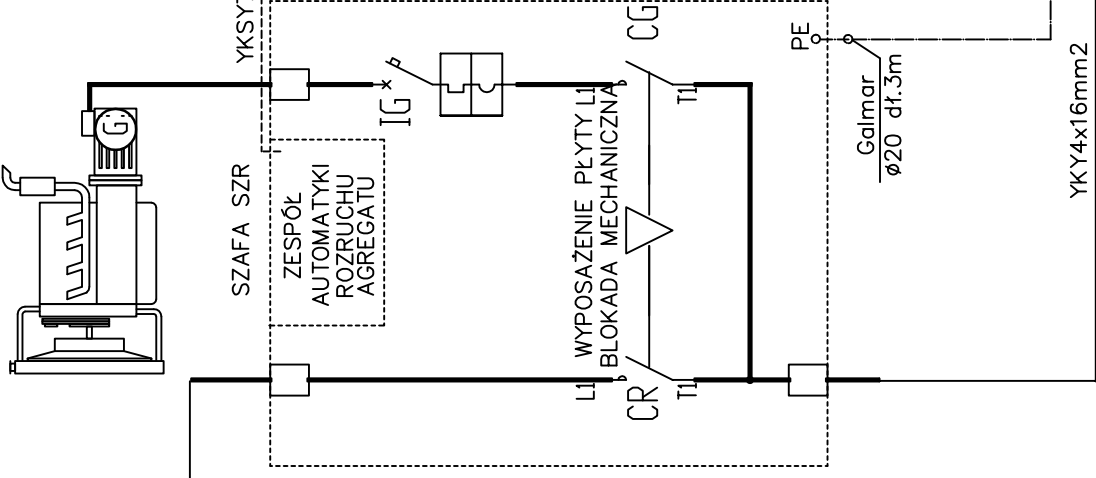 YKSY
SZAFA SZR
ZESPÓŁ
AUTOMATYKI
ROZRUCHU
AGREGATU
G
IG
WYPOSAŻENIE PŁYTY
BLOKADA MECHANICZNA
L1
T1
CG
L1
T1
CR
PE
Galmar
ø20 dł.3m
YKY4x16mm2